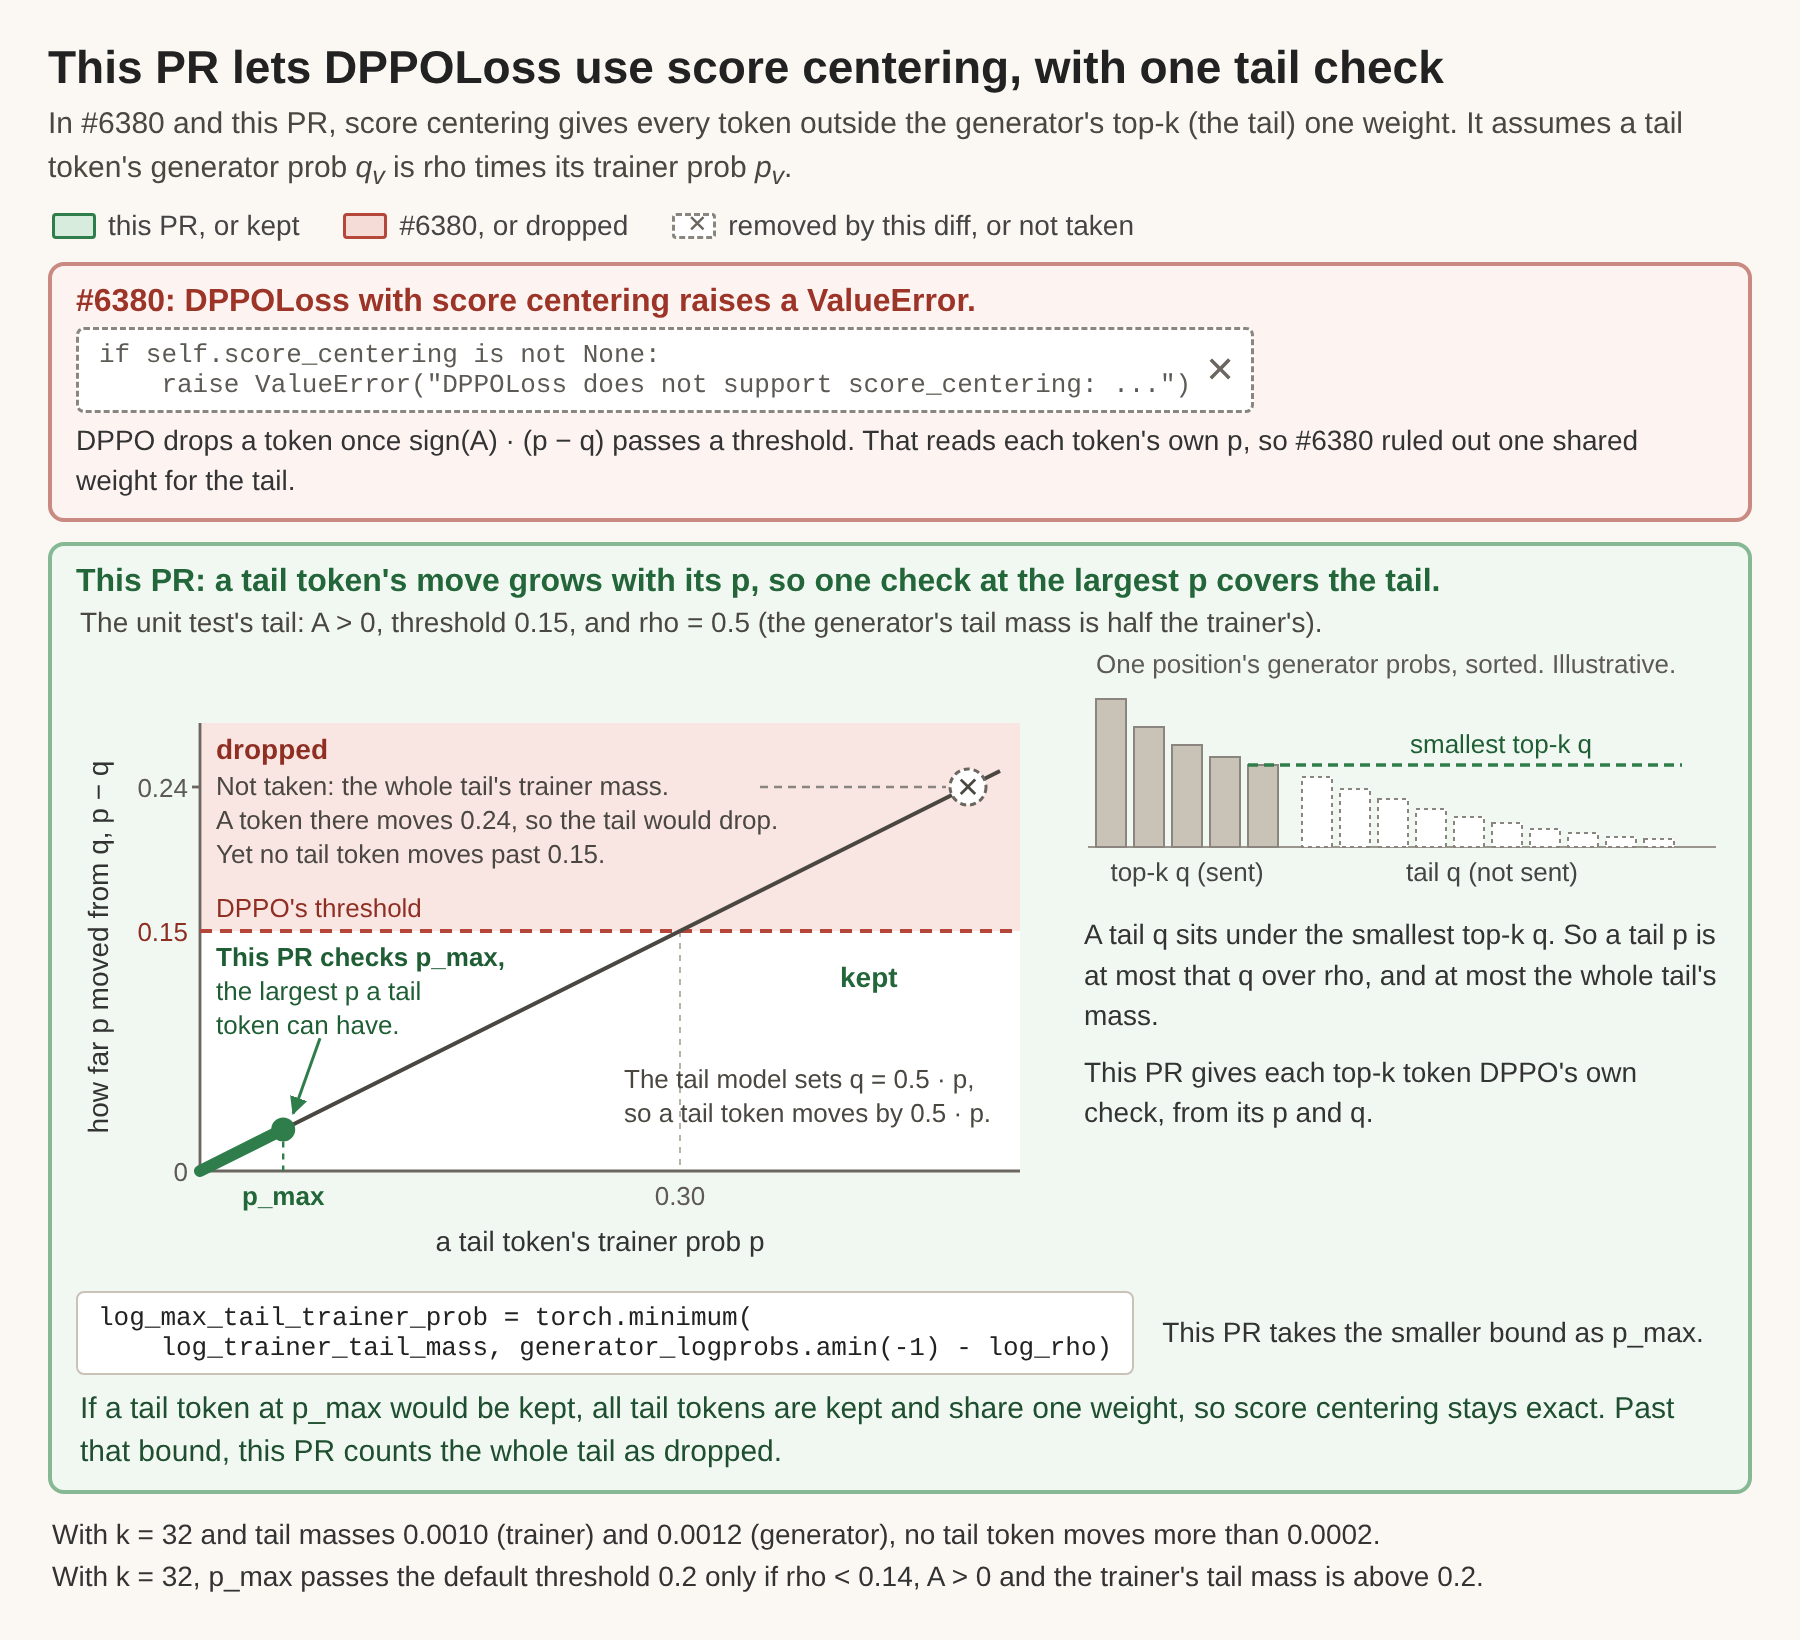 This PR lets DPPOLoss use score centering, with one tail check
In #6380 and this PR, score centering gives every token outside the generator's top-k (the tail) one weight. It assumes a tail
token's generator prob qv is rho times its trainer prob pv.
this PR, or kept
#6380, or dropped
removed by this diff, or not taken
#6380: DPPOLoss with score centering raises a ValueError.
if self.score_centering is not None:
    raise ValueError("DPPOLoss does not support score_centering: ...")
DPPO drops a token once sign(A) · (p − q) passes a threshold. That reads each token's own p, so #6380 ruled out one shared
weight for the tail.
This PR: a tail token's move grows with its p, so one check at the largest p covers the tail.
The unit test's tail: A > 0, threshold 0.15, and rho = 0.5 (the generator's tail mass is half the trainer's).
how far p moved from q, p − q
0.24
0.15
0
dropped
Not taken: the whole tail's trainer mass.
A token there moves 0.24, so the tail would drop.
Yet no tail token moves past 0.15.
DPPO's threshold
This PR checks p_max,
the largest p a tail
token can have.
kept
The tail model sets q = 0.5 · p,
so a tail token moves by 0.5 · p.
p_max
0.30
a tail token's trainer prob p
One position's generator probs, sorted. Illustrative.
smallest top-k q
top-k q (sent)
tail q (not sent)
A tail q sits under the smallest top-k q. So a tail p is
at most that q over rho, and at most the whole tail's
mass.
This PR gives each top-k token DPPO's own
check, from its p and q.
log_max_tail_trainer_prob = torch.minimum(
    log_trainer_tail_mass, generator_logprobs.amin(-1) - log_rho)
This PR takes the smaller bound as p_max.
If a tail token at p_max would be kept, all tail tokens are kept and share one weight, so score centering stays exact. Past
that bound, this PR counts the whole tail as dropped.
With k = 32 and tail masses 0.0010 (trainer) and 0.0012 (generator), no tail token moves more than 0.0002.
With k = 32, p_max passes the default threshold 0.2 only if rho < 0.14, A > 0 and the trainer's tail mass is above 0.2.